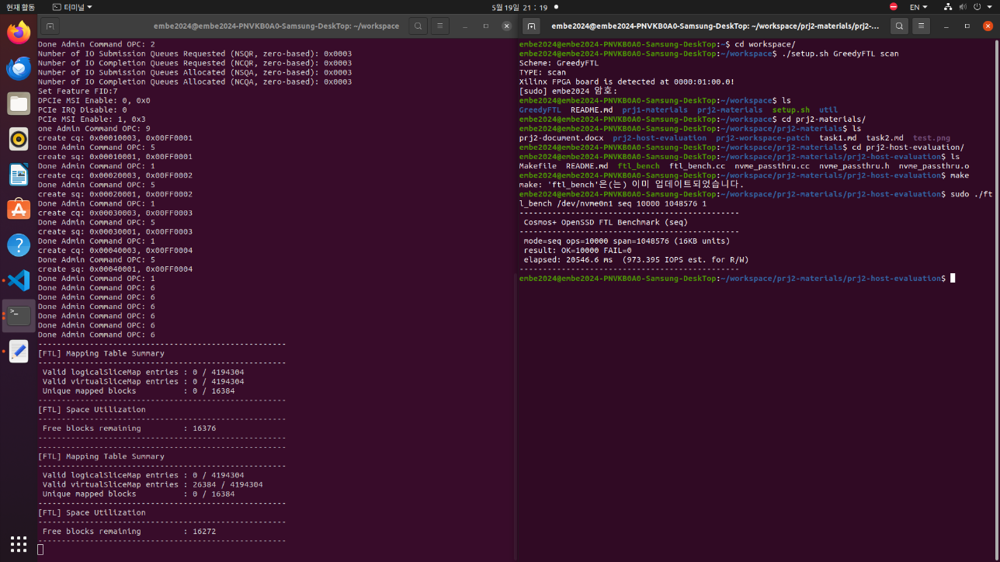 현재 활동
터미널
5월 19일 21 : 19
EN
embe2024@embe2024-PNVKB0A0-Samsung-DeskTop: ~/workspace
Done Admin Command OPC: 2
Number of IO Submission Queues Requested (NSQR, zero-based): 0x0003
Number of IO Completion Queues Requested (NCQR, zero-based): 0x0003
Number of IO Submission Queues Allocated (NSQA, zero-based): 0x0003
Number of IO Completion Queues Allocated (NCQA, zero-based): 0x0003
Set Feature FID:7
DPCIe MSI Enable: 0, 0x0
PCIe IRQ Disable: 0
PCIe MSI Enable: 1, 0x3
one Admin Command OPC: 9
create cq: 0x00010003, 0x00FF0001
Done Admin Command OPC: 5
create sq: 0x00010001, 0x00FF0001
Done Admin Command OPC: 1
create cq: 0x00020003, 0x00FF0002
Done Admin Command OPC: 5
create sq: 0x00020001, 0x00FF0002
Done Admin Command OPC: 1
create cq: 0x00030003, 0x00FF0003
Done Admin Command OPC: 5
create sq: 0x00030001, 0x00FF0003
Done Admin Command OPC: 1
create cq: 0x00040003, 0x00FF0004
Done Admin Command OPC: 5
create sq: 0x00040001, 0x00FF0004
Done Admin Command OPC: 1
Done Admin Command OPC: 6
Done Admin Command OPC: 6
Done Admin Command OPC: 6
Done Admin Command OPC: 6
Done Admin Command OPC: 6
Done Admin Command OPC: 6
-----------------------------------------------------
[FTL] Mapping Table Summary
-----------------------------------------------------
Valid logicalSliceMap entries : 0 / 4194304
Valid virtualSliceMap entries : 0 / 4194304
Unique mapped blocks : 0 / 16384
-----------------------------------------------------
[FTL] Space Utilization
-----------------------------------------------------
Free blocks remaining : 16376
-----------------------------------------------------
-----------------------------------------------------
[FTL] Mapping Table Summary
-----------------------------------------------------
Valid logicalSliceMap entries : 0 / 4194304
Valid virtualSliceMap entries : 26384 / 4194304
Unique mapped blocks : 0 / 16384
-----------------------------------------------------
[FTL] Space Utilization
-----------------------------------------------------
Free blocks remaining : 16272
-----------------------------------------------------
embe2024@embe2024-PNVKB0A0-Samsung-DeskTop: ~/workspace/prj2-materials/prj2-...
embe2024@embe2024-PNVKB0A0-Samsung-DeskTop:~$ cd workspace/
embe2024@embe2024-PNVKB0A0-Samsung-DeskTop:~/workspace$ ./setup.sh GreedyFTL scan
Scheme: GreedyFTL
TYPE: scan
Xilinx FPGA board is detected at 0000:01:00.0!
[sudo] embe2024 암호:
embe2024@embe2024-PNVKB0A0-Samsung-DeskTop:~/workspace$ ls
GreedyFTL README.md prj1-materials prj2-materials setup.sh util
embe2024@embe2024-PNVKB0A0-Samsung-DeskTop:~/workspace$ cd prj2-materials/
embe2024@embe2024-PNVKB0A0-Samsung-DeskTop:~/workspace/prj2-materials$ ls
prj2-document.docx prj2-host-evaluation prj2-workspace-patch task1.md task2.md test.png
embe2024@embe2024-PNVKB0A0-Samsung-DeskTop:~/workspace/prj2-materials$ cd prj2-host-evaluation/
embe2024@embe2024-PNVKB0A0-Samsung-DeskTop:~/workspace/prj2-materials/prj2-host-evaluation$ ls
Makefile README.md ftl_bench ftl_bench.cc nvme_passthru.cc nvme_passthru.h nvme_passthru.o
embe2024@embe2024-PNVKB0A0-Samsung-DeskTop:~/workspace/prj2-materials/prj2-host-evaluation$ make
make: 'ftl_bench'은(는) 이미 업데이트되었습니다.
embe2024@embe2024-PNVKB0A0-Samsung-DeskTop:~/workspace/prj2-materials/prj2-host-evaluation$ sudo ./ft
l_bench /dev/nvme0n1 seq 10000 1048576 1
-----------------------------------------------
Cosmos+ OpenSSD FTL Benchmark (seq)
-----------------------------------------------
mode=seq ops=10000 span=1048576 (16KB units)
result: OK=10000 FAIL=0
elapsed: 20546.6 ms (973.395 IOPS est. for R/W)
-----------------------------------------------
embe2024@embe2024-PNVKB0A0-Samsung-DeskTop:~/workspace/prj2-materials/prj2-host-evaluation$